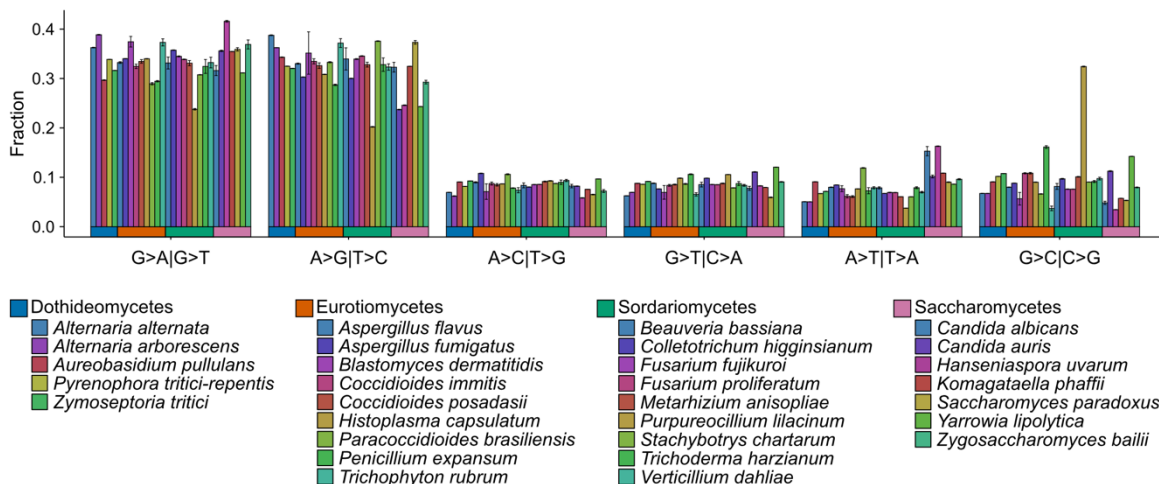 Fraction
0.4
0.3
0.2
0.1
0.0
G>A|G>T
A>G|T>C
A>C|T>G
G>T|C>A
A>T|T>A
G>C|C>G
Dothideomycetes
Alternaria alternata
Alternaria arborescens
Aureobasidium pullulans
Pyrenophora tritici-repentis
Zymoseptoria tritici
Eurotiomycetes
Aspergillus flavus
Aspergillus fumigatus
Blastomyces dermatitidis
Coccidioides immitis
Coccidioides posadasii
Histoplasma capsulatum
Paracoccidioides brasiliensis
Penicillium expansum
Trichophyton rubrum
Sordariomycetes
Beauveria bassiana
Colletotrichum higginsianum
Fusarium fujikuroi
Fusarium proliferatum
Metarhizium anisopliae
Purpureocillium lilacinum
Stachybotrys chartarum
Trichoderma harzianum
Verticillium dahliae
Saccharomycetes
Candida albicans
Candida auris
Hanseniaspora uvarum
Komagataella phaffii
Saccharomyces paradoxus
Yarrowia lipolytica
Zygosaccharomyces bailii